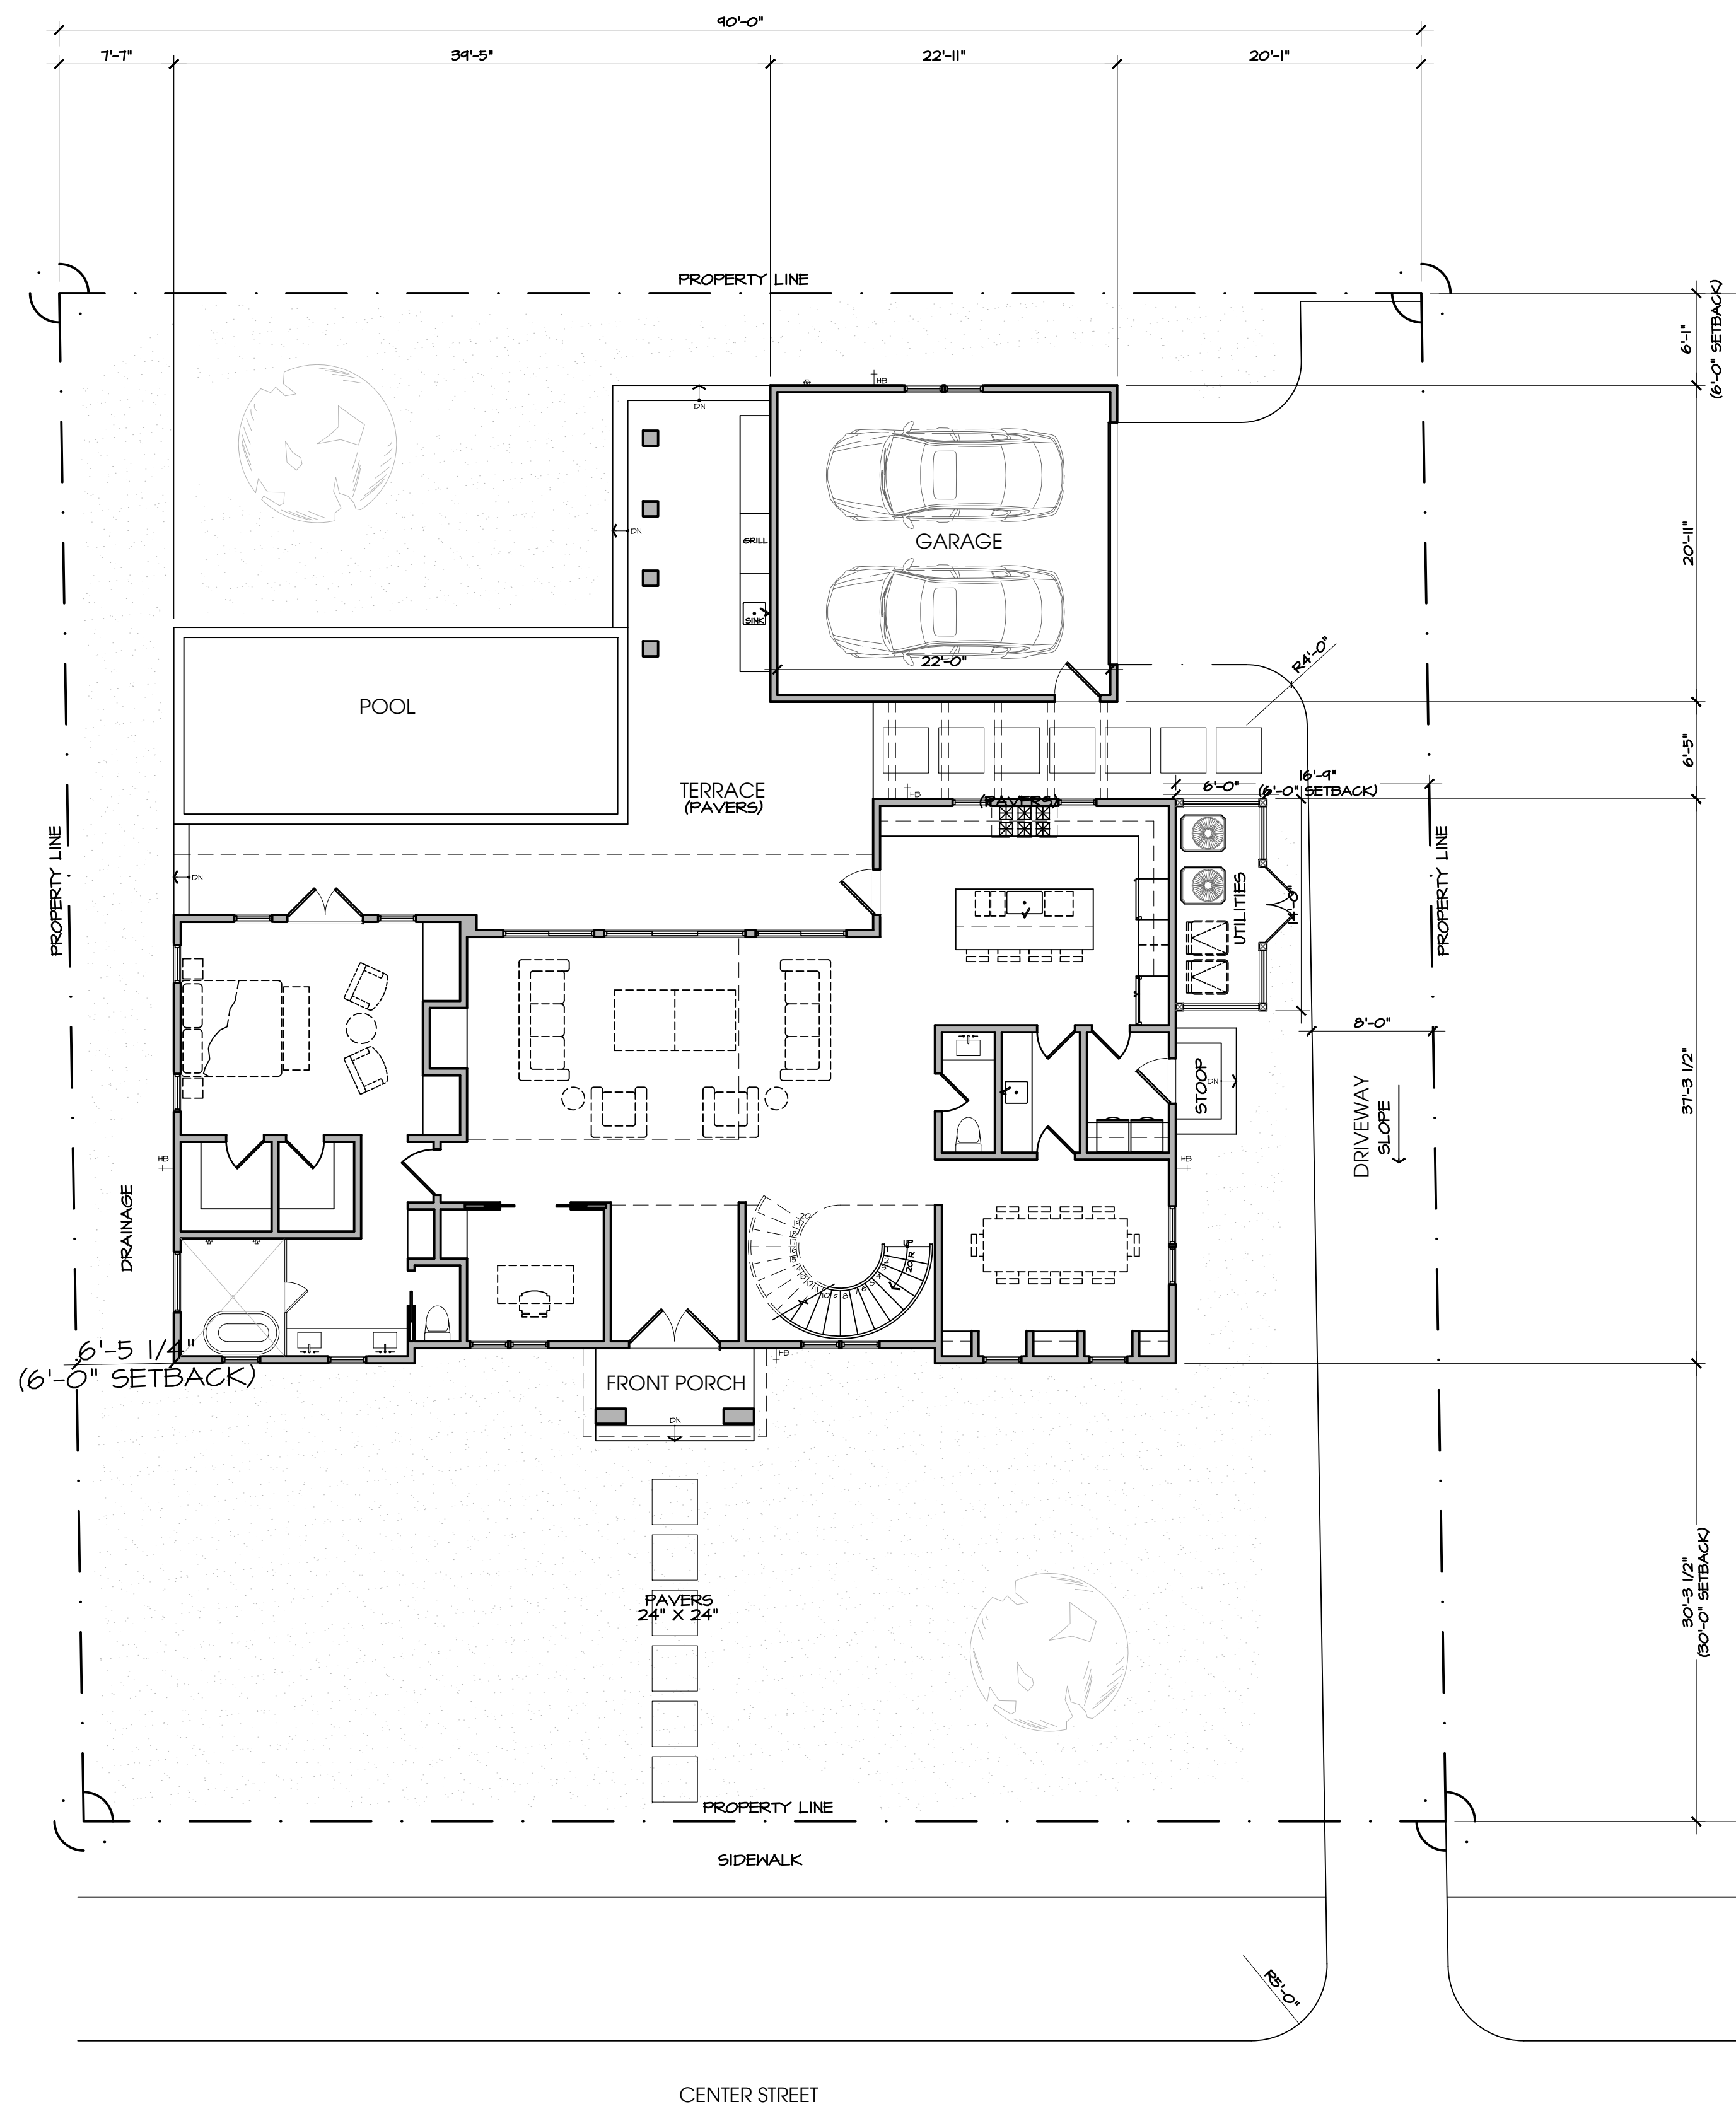 90'-0"
7'-7"
39'-5"
22'-11"
20'-1"
PROPERTY LINE
6'-1"
(6'-0" SETBACK)
HB
DN
20'-11"
DN
GRILL
GARAGE
SINK
22'-0"
R4'-0"
POOL
6'-5"
TERRACE
(PAVERS)
HB
(PAVERS)
16'-9"
6'-0"
(6'-0" SETBACK)
PROPERTY LINE
PROPERTY LINE
DN
UTILITIES
14'-0"
8'-0"
STOOP
DN
37'-3 1/2"
DRIVEWAY
SLOPE
HB
HB
DRAINAGE
UP
20 R
20
6'-5 1/4"
(6'-0" SETBACK)
HB
FRONT PORCH
DN
PAVERS
24" X 24"
30'-3 1/2"
(30'-0" SETBACK)
PROPERTY LINE
SIDEWALK
R5'-0"
CENTER STREET